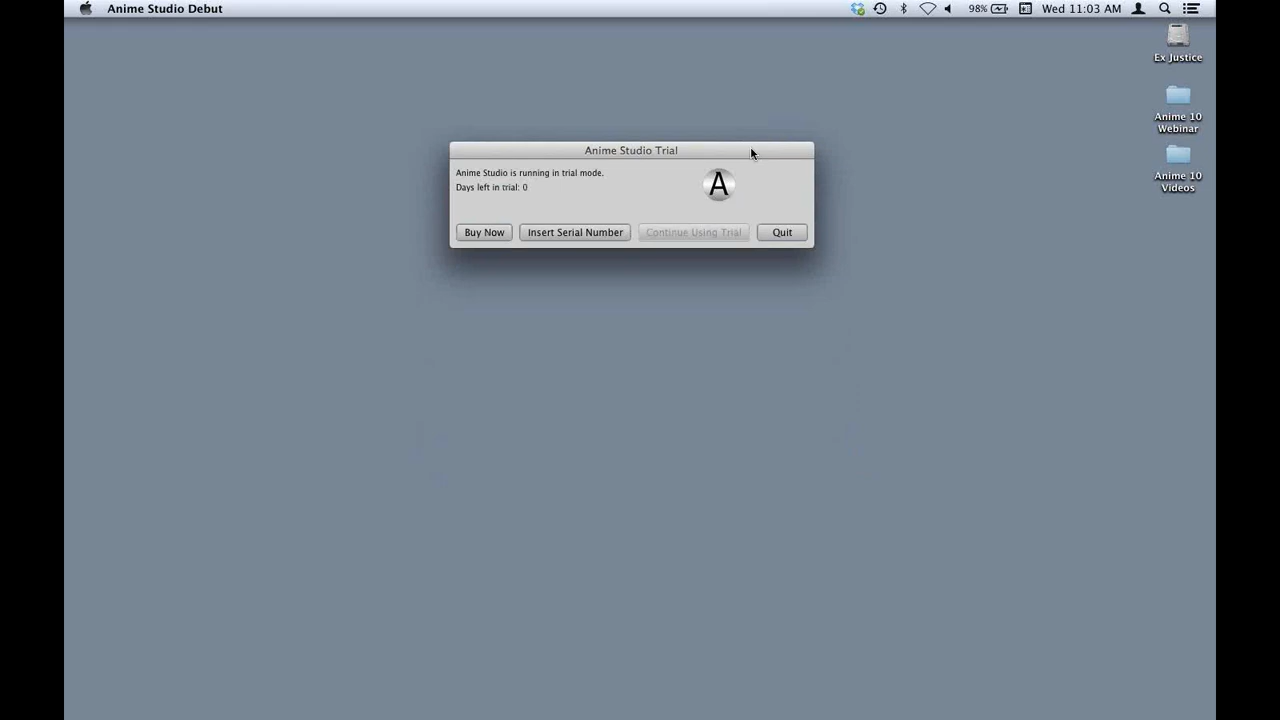 Anime Studio Debut
98%
Wed 11:03 AM
Ex Justice
Anime 10
Webinar
Anime 10
Videos
Anime Studio Trial
Anime Studio is running in trial mode.
Days left in trial: 0
A
Buy Now
Insert Serial Number
Continue Using Trial
Quit